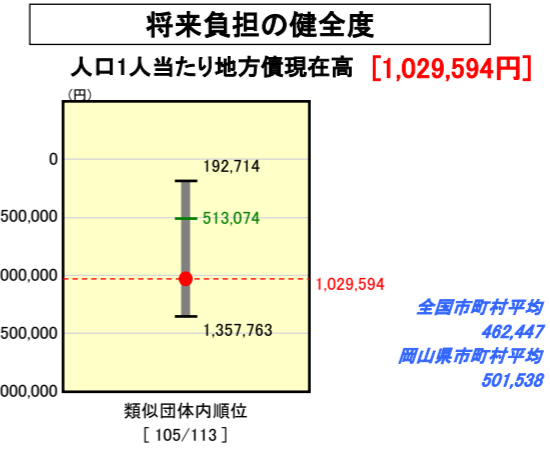 将来負担の健全度
人口1人当たり地方債現在高 [1,029,594円]
(円)
0
192,714
500,000
513,074
000,000
1,029,594
500,000
1,357,763
000,000
全国市町村平均
462,447
岡山県市町村平均
501,538
類似団体内順位
[ 105/113 ]